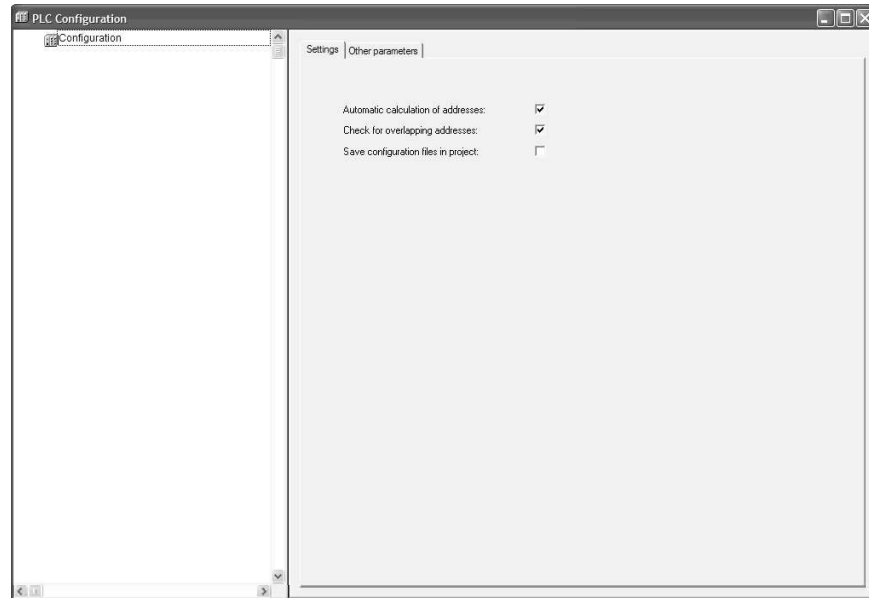 PLC Configuration
Configuration
Settings
Other parameters
Automatic calculation of addresses:
Check for overlapping addresses:
Save configuration files in project: